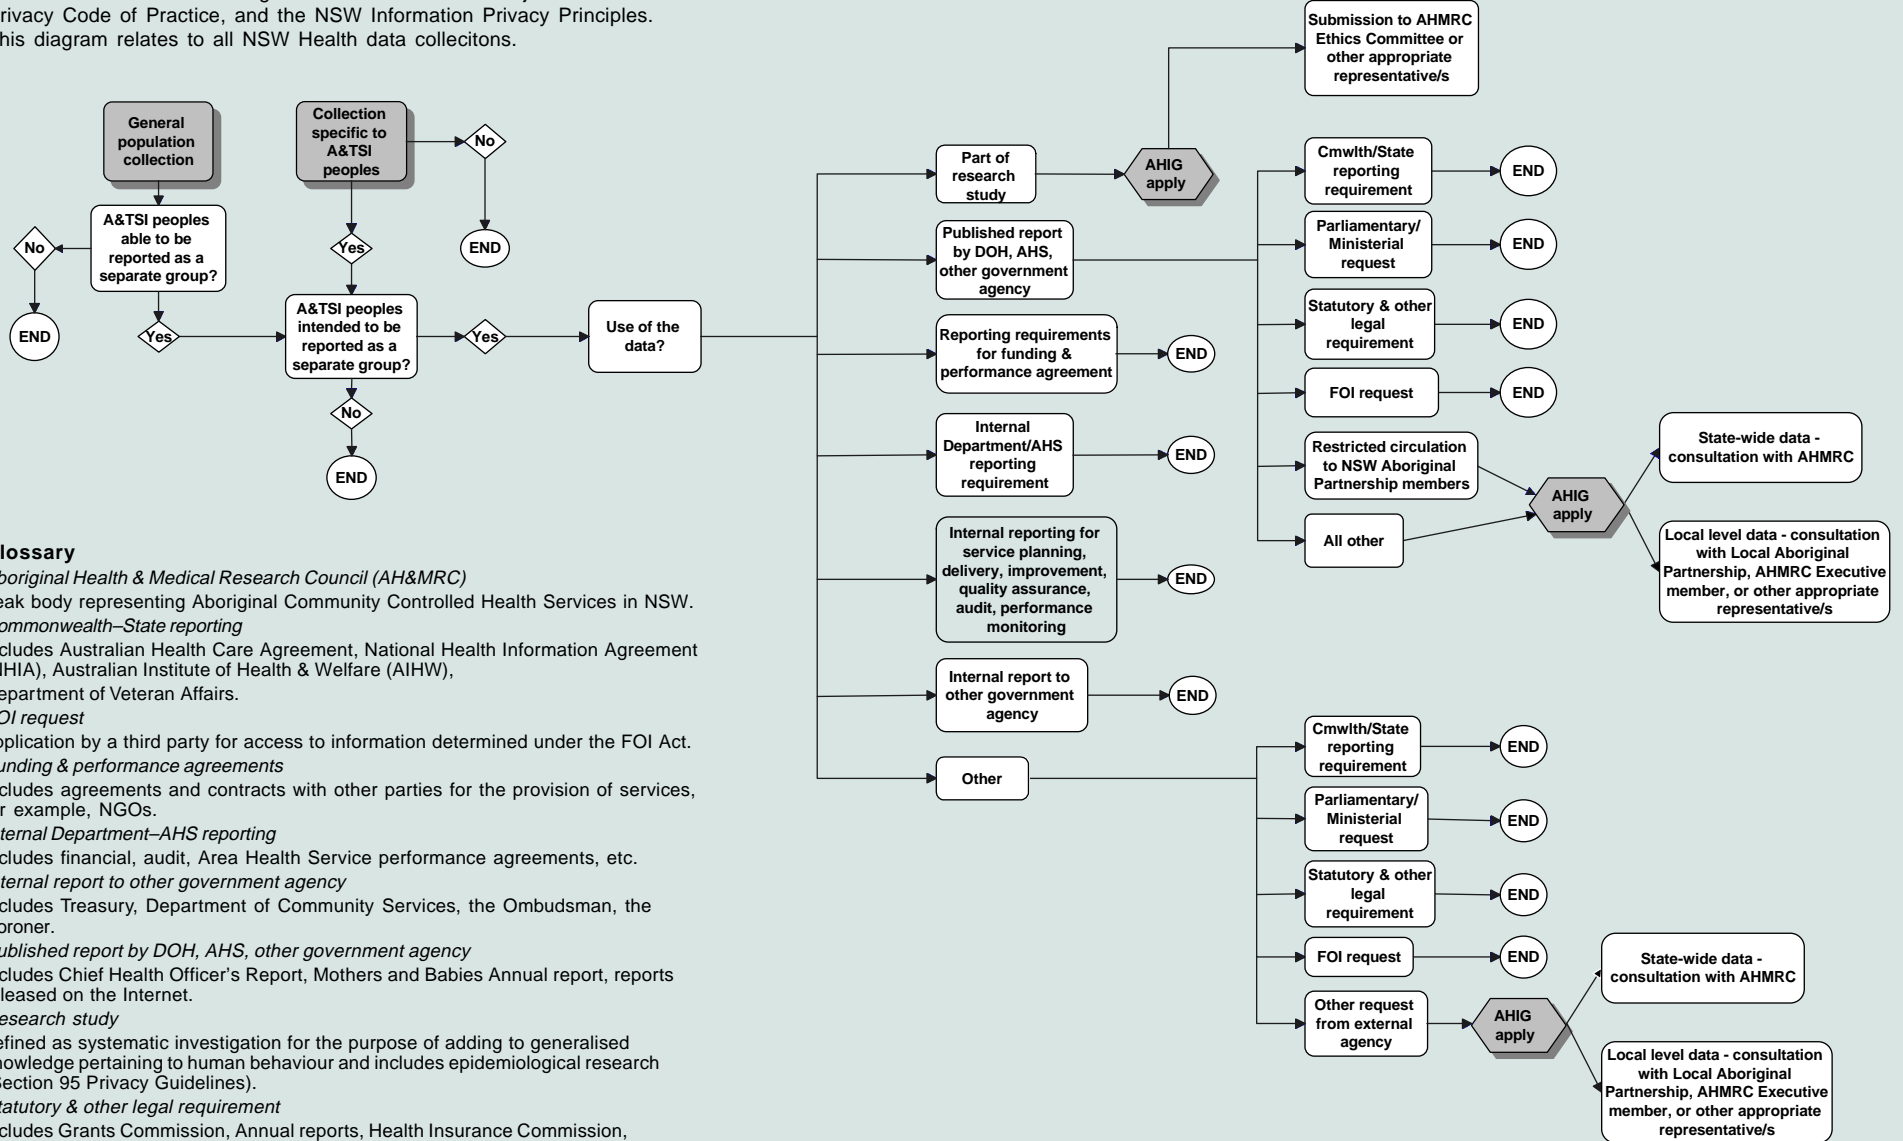 rivacy Code of Practice, and the NSW Information Privacy Principles.
his diagram relates to all NSW Health data collecitons.
General
population
collection
Collection
specific to
A&TSI
peoples
No
A&TSI peoples
able to be
reported as a
separate group?
No
END
Yes
Yes
END
A&TSI peoples
intended to be
reported as a
separate group?
Yes
No
END
Use of the
data?
Part of
research
study
AHIG
apply
Submission to AHMRC
Ethics Committee or
other appropriate
representative/s
Published report
by DOH, AHS,
other government
agency
Cmwlth/State
reporting
requirement
END
Parliamentary/
Ministerial
request
END
Statutory & other
legal
requirement
END
FOI request
END
Restricted circulation
to NSW Aboriginal
Partnership members
All other
AHIG
apply
State-wide data -
consultation with AHMRC
Local level data - consultation
with Local Aboriginal
Partnership, AHMRC Executive
member, or other appropriate
representative/s
Reporting requirements
for funding &
performance agreement
END
Internal
Department/AHS
reporting
requirement
END
Internal reporting for
service planning,
delivery, improvement,
quality assurance,
audit, performance
monitoring
END
Internal report to
other government
agency
END
Other
Cmwlth/State
reporting
requirement
END
Parliamentary/
Ministerial
request
END
Statutory & other
legal
requirement
END
FOI request
END
Other request
from external
agency
AHIG
apply
State-wide data -
consultation with AHMRC
Local level data - consultation
with Local Aboriginal
Partnership, AHMRC Executive
member, or other appropriate
representative/s
lossary
boriginal Health & Medical Research Council (AH&MRC)
eak body representing Aboriginal Community Controlled Health Services in NSW.
ommonwealth–State reporting
cludes Australian Health Care Agreement, National Health Information Agreement
IHIA), Australian Institute of Health & Welfare (AIHW),
epartment of Veteran Affairs.
OI request
pplication by a third party for access to information determined under the FOI Act.
unding & performance agreements
cludes agreements and contracts with other parties for the provision of services,
r example, NGOs.
ternal Department–AHS reporting
cludes financial, audit, Area Health Service performance agreements, etc.
ternal report to other government agency
cludes Treasury, Department of Community Services, the Ombudsman, the
oroner.
ublished report by DOH, AHS, other government agency
cludes Chief Health Officer's Report, Mothers and Babies Annual report, reports
leased on the Internet.
esearch study
efined as systematic investigation for the purpose of adding to generalised
nowledge pertaining to human behaviour and includes epidemiological research
Section 95 Privacy Guidelines).
tatutory & other legal requirement
cludes Grants Commission, Annual reports, Health Insurance Commission,